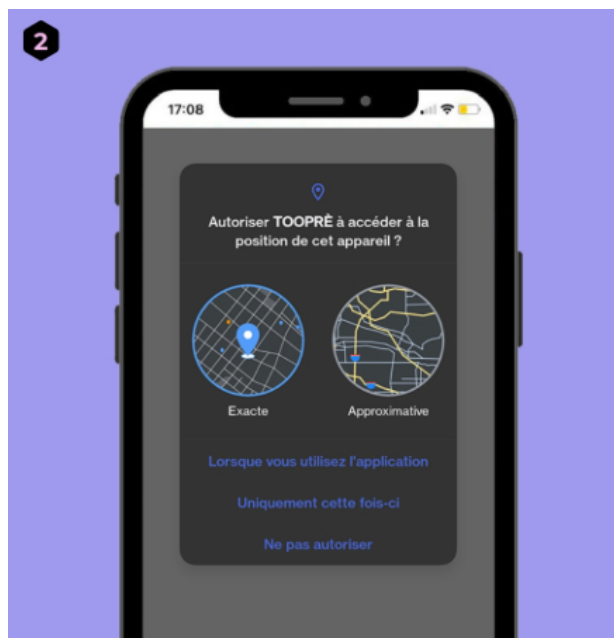 2
17:08
Autoriser TOOPRÈ à accéder à la
position de cet appareil ?
Exacte
Approximative
Lorsque vous utilisez l'application
Uniquement cette fois-ci
Ne pas autoriser